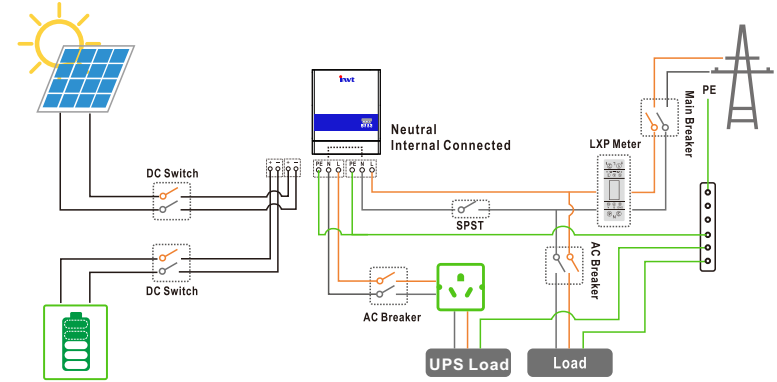 inwt
Neutral
Internal Connected
DC Switch
+ - + -
PE N L PE N L
LXP Meter
Main Breaker
PE
SPST
DC Switch
AC Breaker
AC Breaker
UPS Load
Load